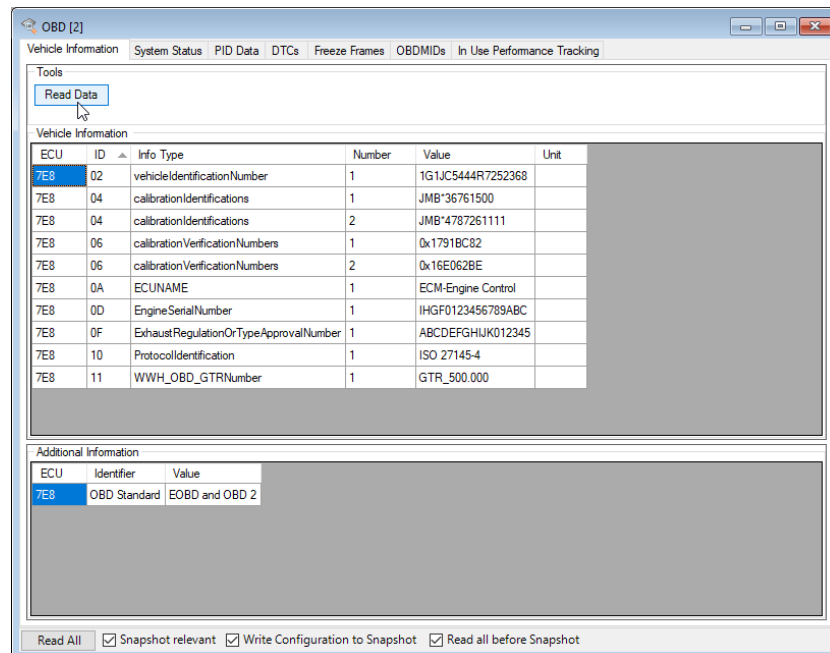 OBD [2]
Vehicle Information System Status PID Data DTCs Freeze Frames OBDMIDs In Use Performance Tracking
Tools
Read Data
Vehicle Information
ECU ID Info Type Number Value Unit
7E8 02 vehicleIdentificationNumber 1 1G1JC5444R7252368
7E8 04 calibrationIdentifications 1 JMB*36761500
7E8 04 calibrationIdentifications 2 JMB*4787261111
7E8 06 calibrationVerificationNumbers 1 0x1791BC82
7E8 06 calibrationVerificationNumbers 2 0x16E062BE
7E8 0A ECUNAME 1 ECM-Engine Control
7E8 0D EngineSerialNumber 1 IHGF0123456789ABC
7E8 0F ExhaustRegulationOrTypeApprovalNumber 1 ABCDEFGHIJK012345
7E8 10 ProtocolIdentification 1 ISO 27145-4
7E8 11 WWH_OBD_GTRNumber 1 GTR_500.000
Additional Information
ECU Identifier Value
7E8 OBD Standard EOBD and OBD 2
Read All Snapshot relevant Write Configuration to Snapshot Read all before Snapshot